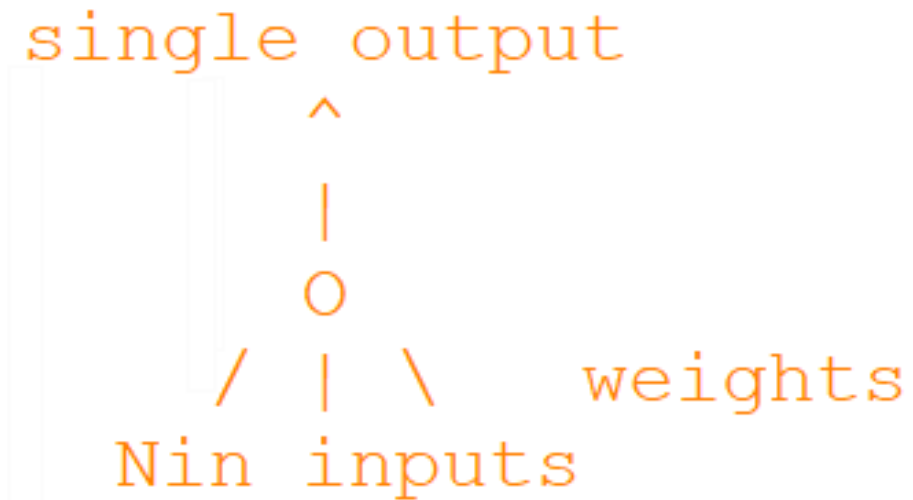 single output
^
|
O
/ | \ weights
Nin inputs